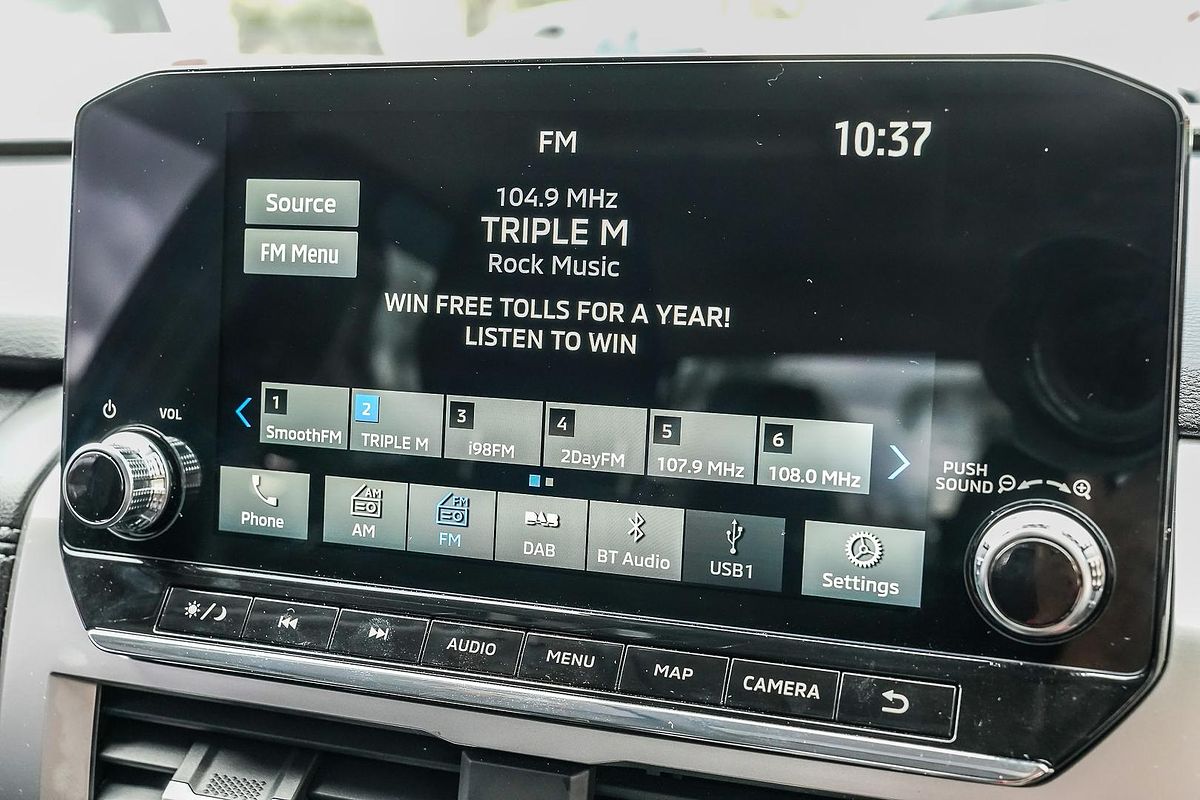 FM
10:37
104.9 MHz
Source
TRIPLE M
FM Menu
Rock Music
WIN FREE TOLLS FOR A YEAR!
LISTEN TO WIN
1
SmoothFM
2
TRIPLE M
3
i98FM
4
2DayFM
5
107.9 MHz
6
108.0 MHz
VOL
PUSH
SOUND
Phone
AM
AM
FM
FM
DAB
DAB
BT Audio
USB1
Settings
AUDIO
MENU
MAP
CAMERA